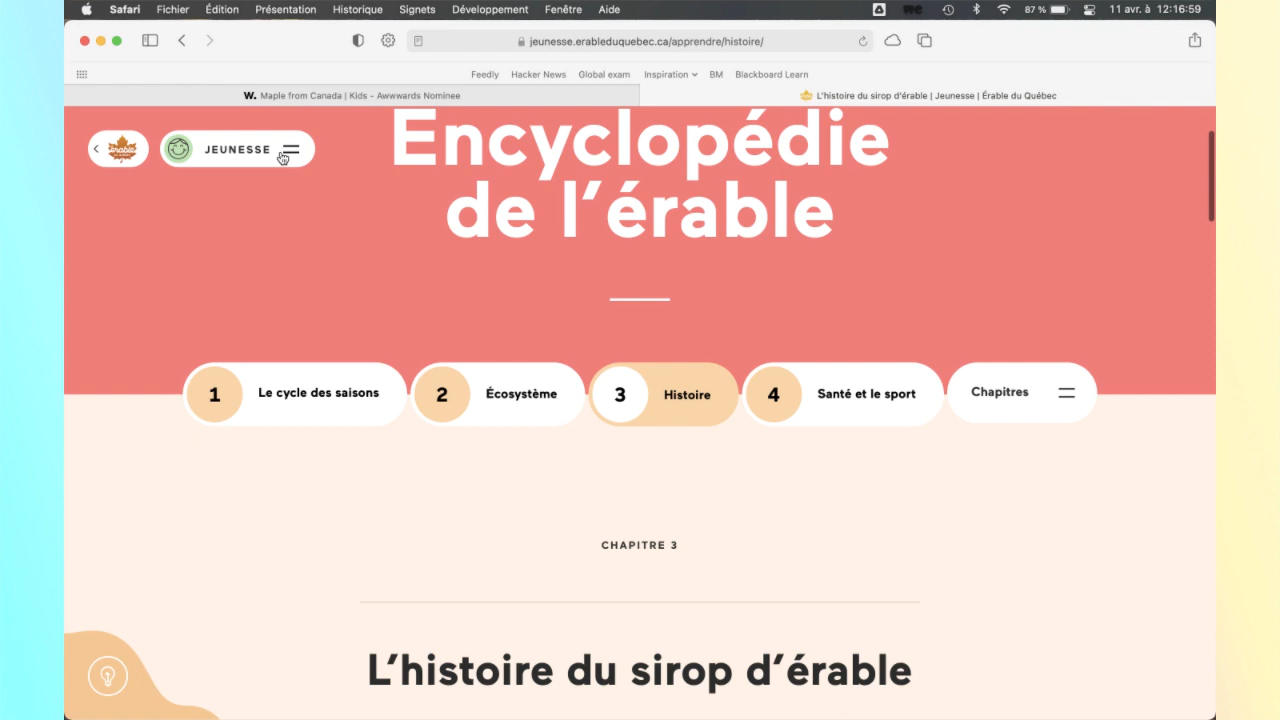 Safari Fichier Édition Présentation Historique Signets Développement Fenêtre Aide 87 % 11 avr. à 12:16:59
jeunesse.erableduquebec.ca/apprendre/histoire/
Feedly Hacker News Global exam Inspiration BM Blackboard Learn
W. Maple from Canada | Kids - Awwwards Nominee
L'histoire du sirop d'érable | Jeunesse | Érable du Québec
érable
JEUNESSE
Encyclopédie
de l'érable
1 Le cycle des saisons
2 Écosystème
3 Histoire
4 Santé et le sport
Chapitres
CHAPITRE 3
L'histoire du sirop d'érable